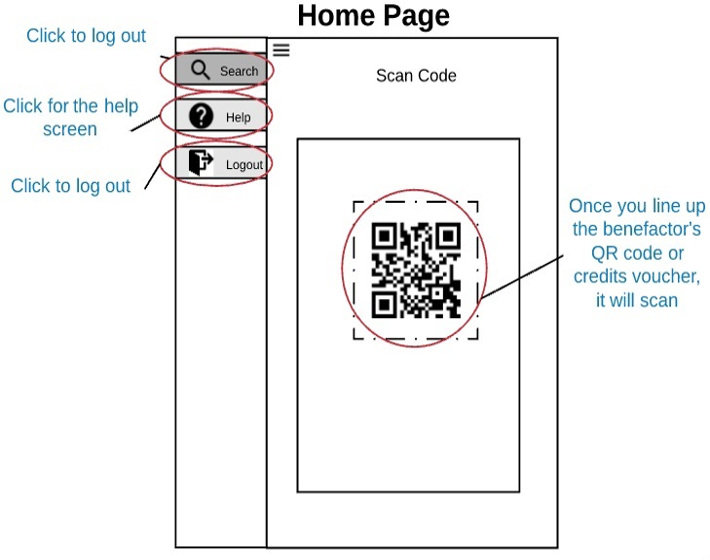 Home Page
Click to log out
Search
Scan Code
Click for the help
screen
Help
Logout
Click to log out
Once you line up
the benefactor's
QR code or
credits voucher,
it will scan